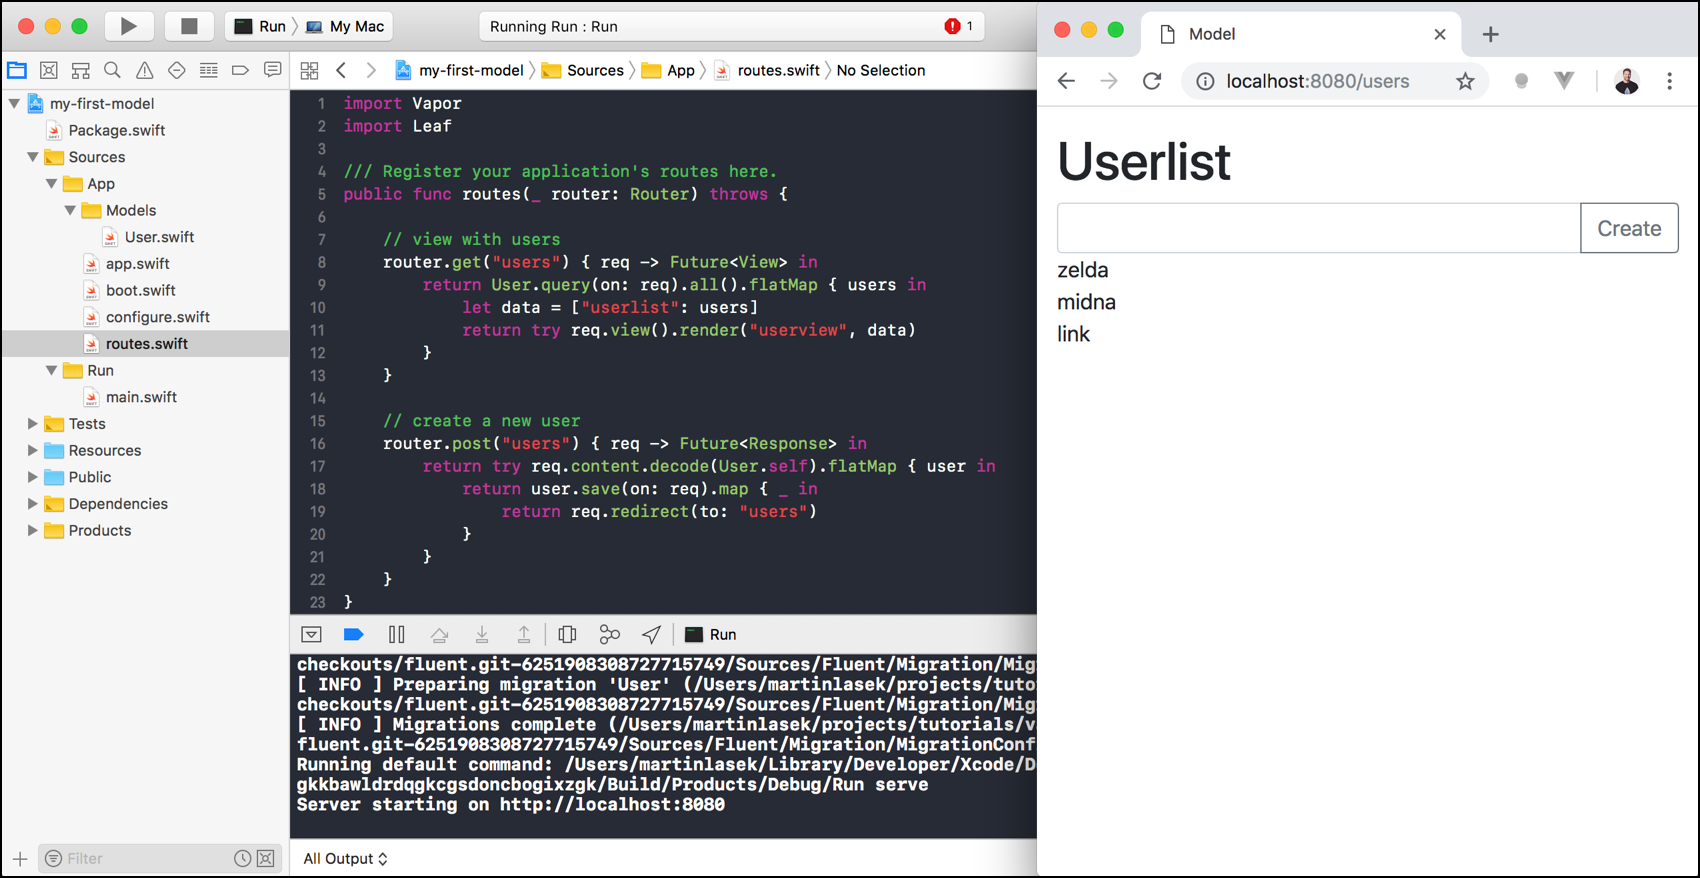 Run
My Mac
Running Run : Run
1
my-first-model
Sources
App
routes.swift
No Selection
my-first-model
Package.swift
Sources
App
Models
User.swift
app.swift
boot.swift
configure.swift
routes.swift
Run
main.swift
Tests
Resources
Public
Dependencies
Products
Filter
1 import Vapor
2 import Leaf
3
4 /// Register your application's routes here.
5 public func routes(_ router: Router) throws {
6
7 // view with users
8 router.get("users") { req -> Future<View> in
9 return User.query(on: req).all().flatMap { users in
10 let data = ["userlist": users]
11 return try req.view().render("userview", data)
12 }
13 }
14
15 // create a new user
16 router.post("users") { req -> Future<Response> in
17 return try req.content.decode(User.self).flatMap { user in
18 return user.save(on: req).map { _ in
19 return req.redirect(to: "users")
20 }
21 }
22 }
23 }
Run
checkouts/fluent.git-6251908308727715749/Sources/Fluent/Migration/Mig
[ INFO ] Preparing migration 'User' (/Users/martinlasek/projects/tuto
checkouts/fluent.git-6251908308727715749/Sources/Fluent/Migration/Mig
[ INFO ] Migrations complete (/Users/martinlasek/projects/tutorials/v
fluent.git-6251908308727715749/Sources/Fluent/Migration/MigrationConf
Running default command: /Users/martinlasek/Library/Developer/Xcode/D
gkkbawldrdqgkcgsdoncbogixzgk/Build/Products/Debug/Run serve
Server starting on http://localhost:8080
All Output
Model
localhost:8080/users
Userlist
Create
zelda
midna
link